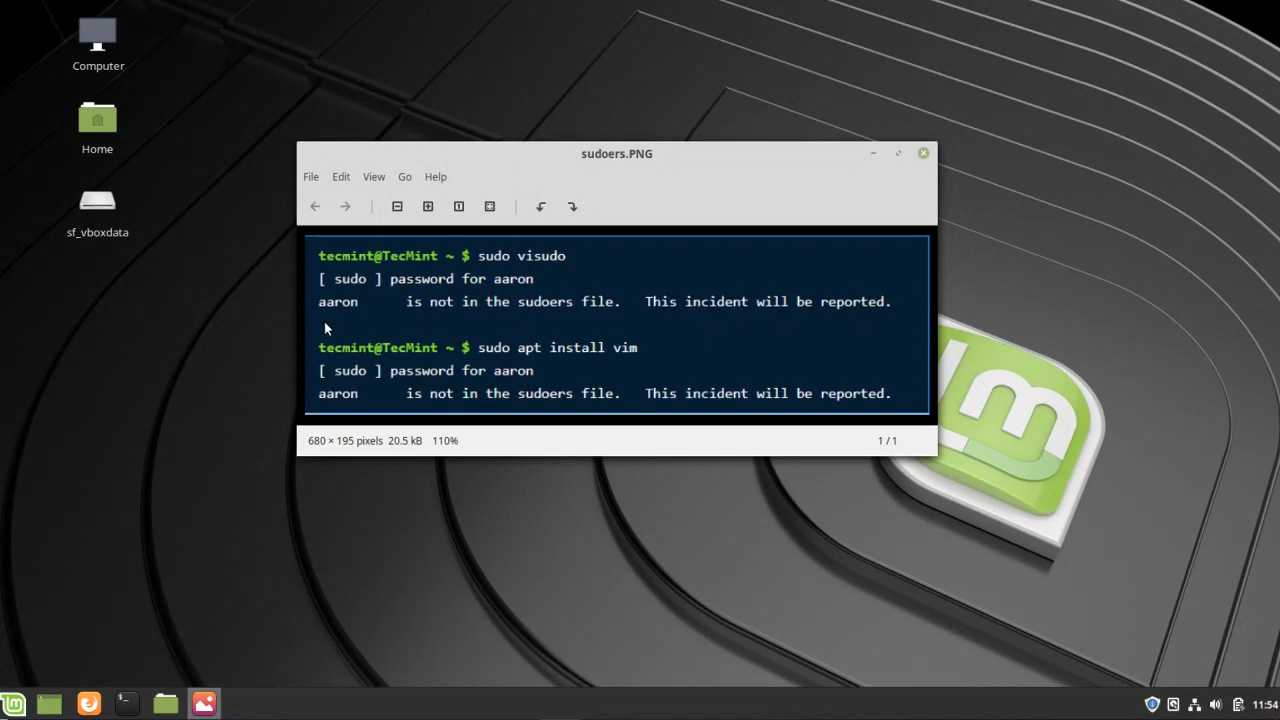 Computer
Home
sf_vboxdata
sudoers.PNG
File Edit View Go Help
tecmint@TecMint ~ $ sudo visudo
[ sudo ] password for aaron
aaron is not in the sudoers file. This incident will be reported.
tecmint@TecMint ~ $ sudo apt install vim
[ sudo ] password for aaron
aaron is not in the sudoers file. This incident will be reported.
680 × 195 pixels 20.5 kB 110% 1 / 1
11:54